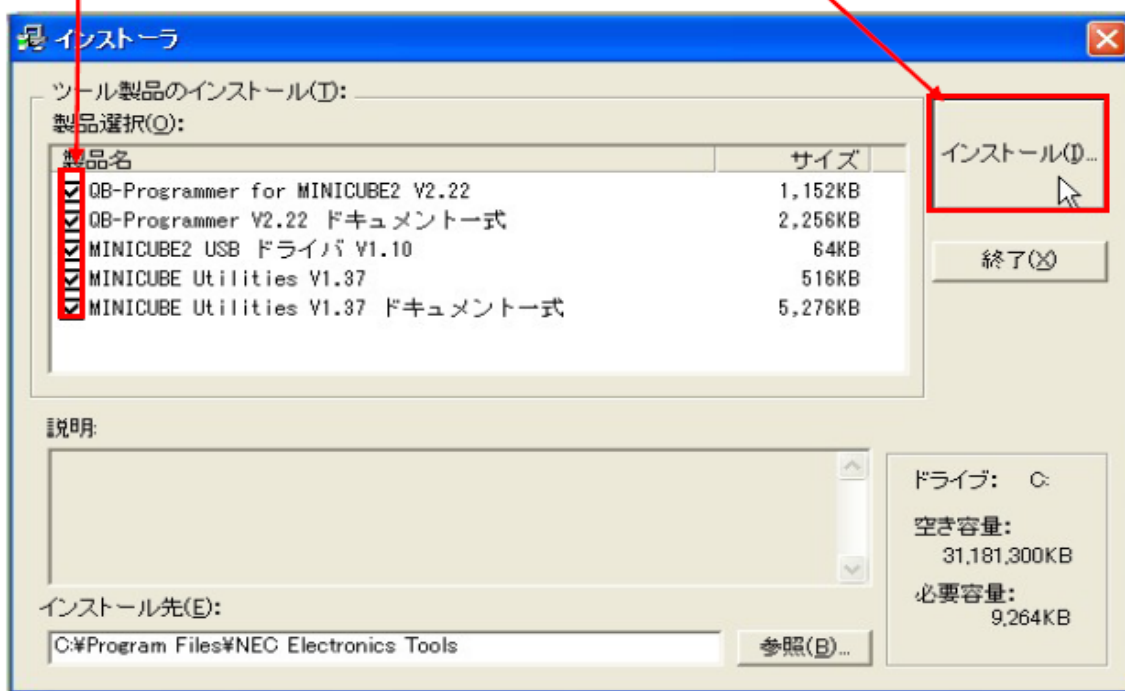 インストーラ
ツール製品のインストール(T):
製品選択(O):
製品名 サイズ
QB-Programmer for MINICUBE2 V2.22 1,152KB
QB-Programmer V2.22 ドキュメント一式 2,256KB
MINICUBE2 USB ドライバ V1.10 64KB
MINICUBE Utilities V1.37 516KB
MINICUBE Utilities V1.37 ドキュメント一式 5,276KB
インストール(I)...
終了(X)
説明:
ドライブ: C:
空き容量:
31,181,300KB
必要容量:
9,264KB
インストール先(E):
C:¥Program Files¥NEC Electronics Tools
参照(B)...